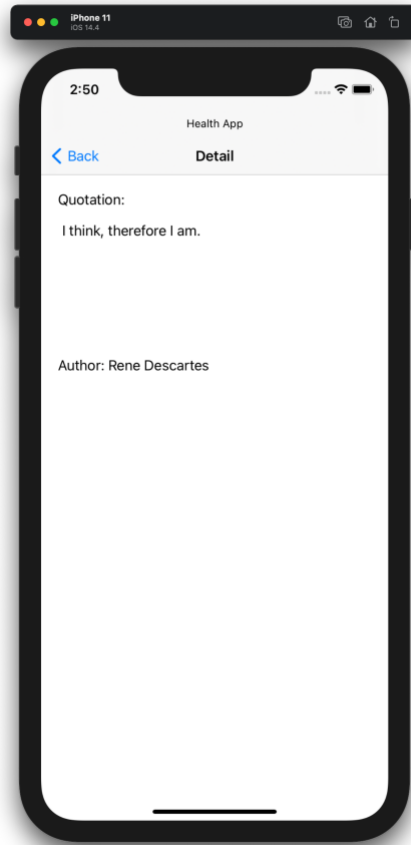 iPhone 11
iOS 14.4
2:50
Health App
Back
Detail
Quotation:
I think, therefore I am.
Author: Rene Descartes